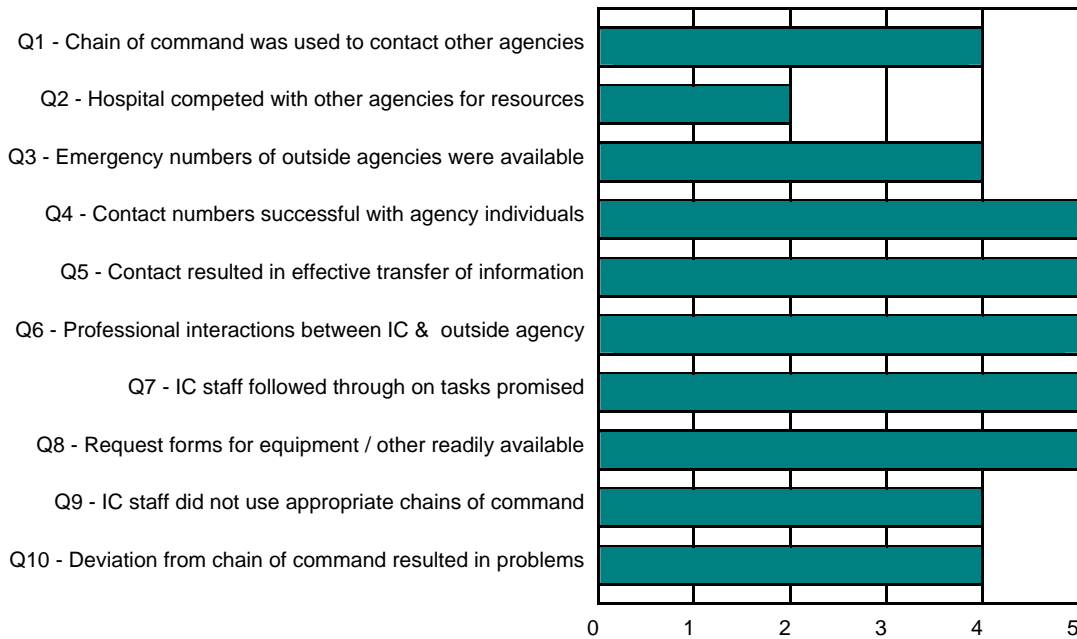 Q1 - Chain of command was used to contact other agencies
Q2 - Hospital competed with other agencies for resources
Q3 - Emergency numbers of outside agencies were available
Q4 - Contact numbers successful with agency individuals
Q5 - Contact resulted in effective transfer of information
Q6 - Professional interactions between IC & outside agency
Q7 - IC staff followed through on tasks promised
Q8 - Request forms for equipment / other readily available
Q9 - IC staff did not use appropriate chains of command
Q10 - Deviation from chain of command resulted in problems
0 1 2 3 4 5